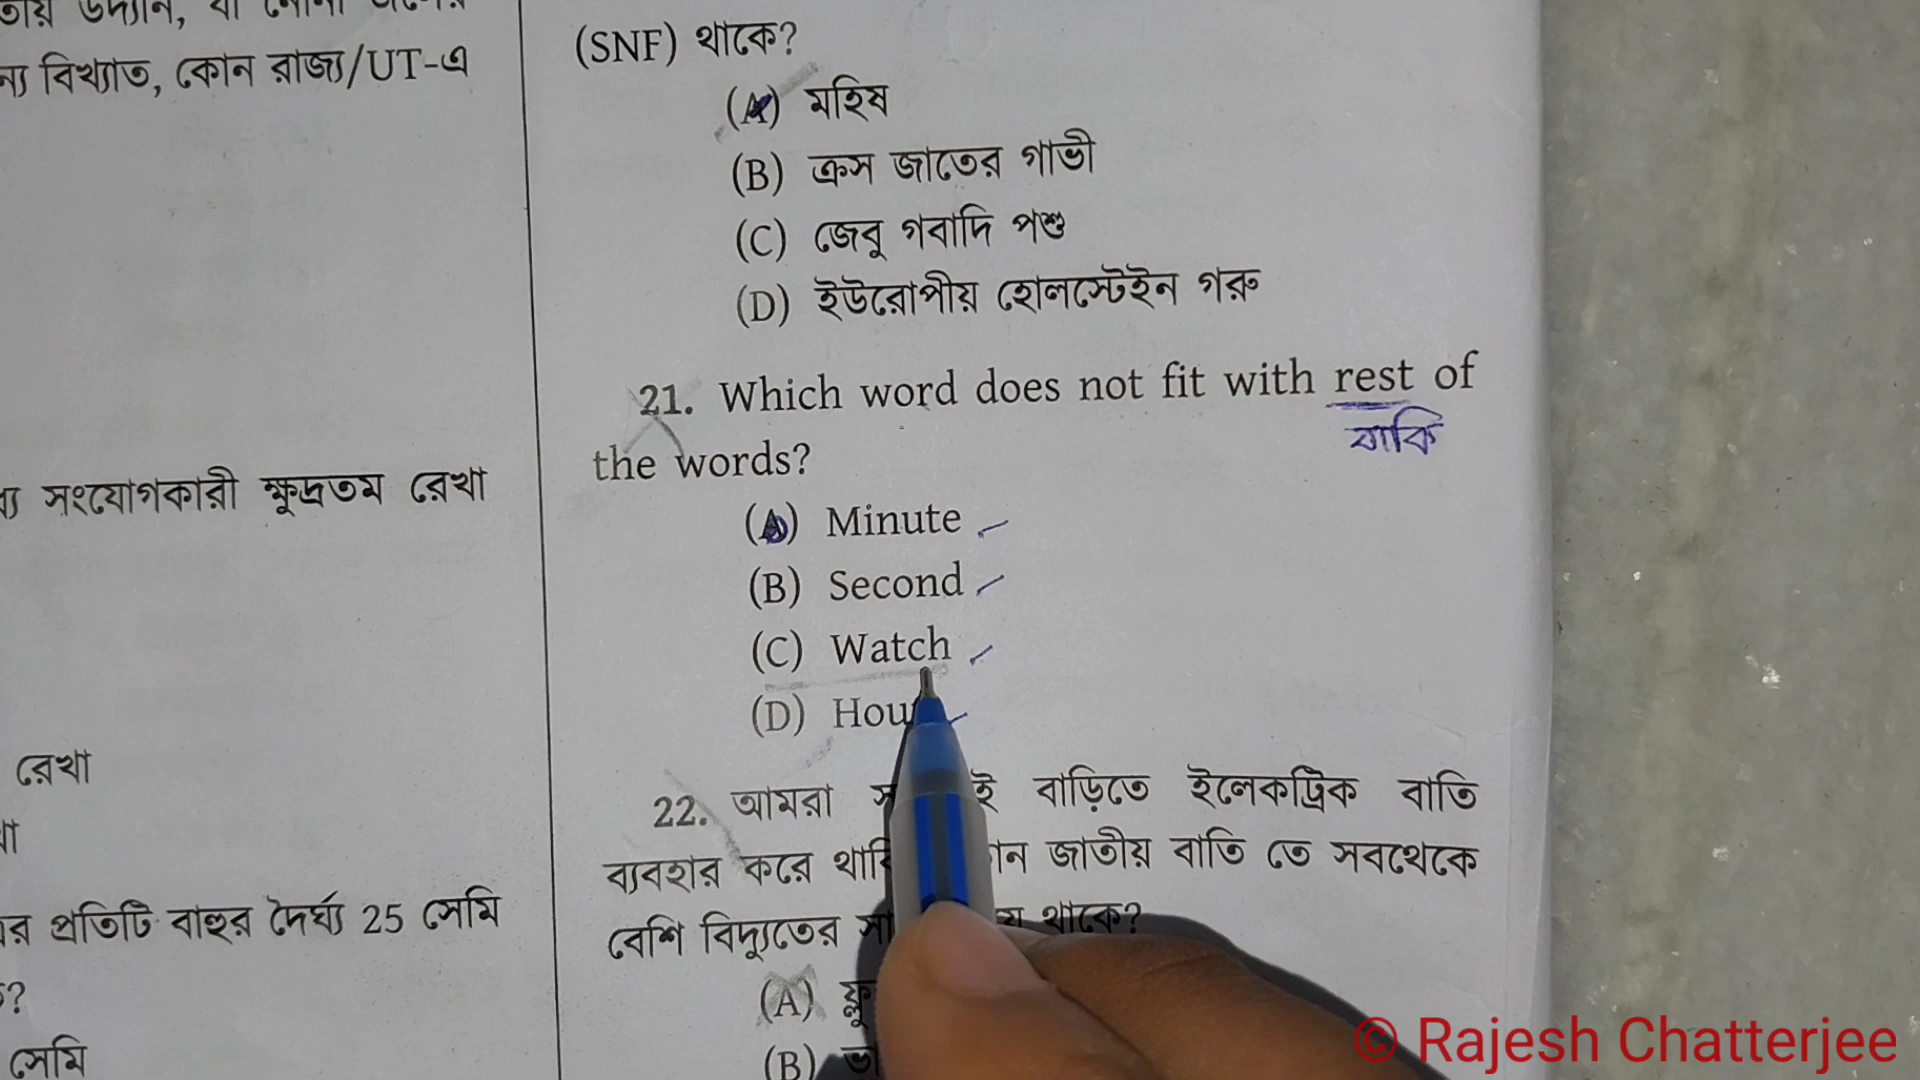 ন্য বিখ্যাত, কোন রাজ্য/UT-এ
সংযোগকারী ক্ষুদ্রতম রেখা
রেখা
প্রতিটি বাহুর দৈর্ঘ্য 25 সেমি
?
সেমি
(SNF) থাকে?
(A) মহিষ
(B) ক্রস জাতের গাভী
(C) জেবু গবাদি পশু
(D) ইউরোপীয় হোলস্টেইন গরু
21. Which word does not fit with rest of
বাকি
the words?
(A) Minute
(B) Second
(C) Watch
(D) Hou
22. আমরা বাড়িতে ইলেকট্রিক বাতি
ব্যবহার করে জাতীয় বাতি তে সবথেকে
বেশি বিদ্যুতের থাকে?
(A)
(B)
© Rajesh Chatterjee